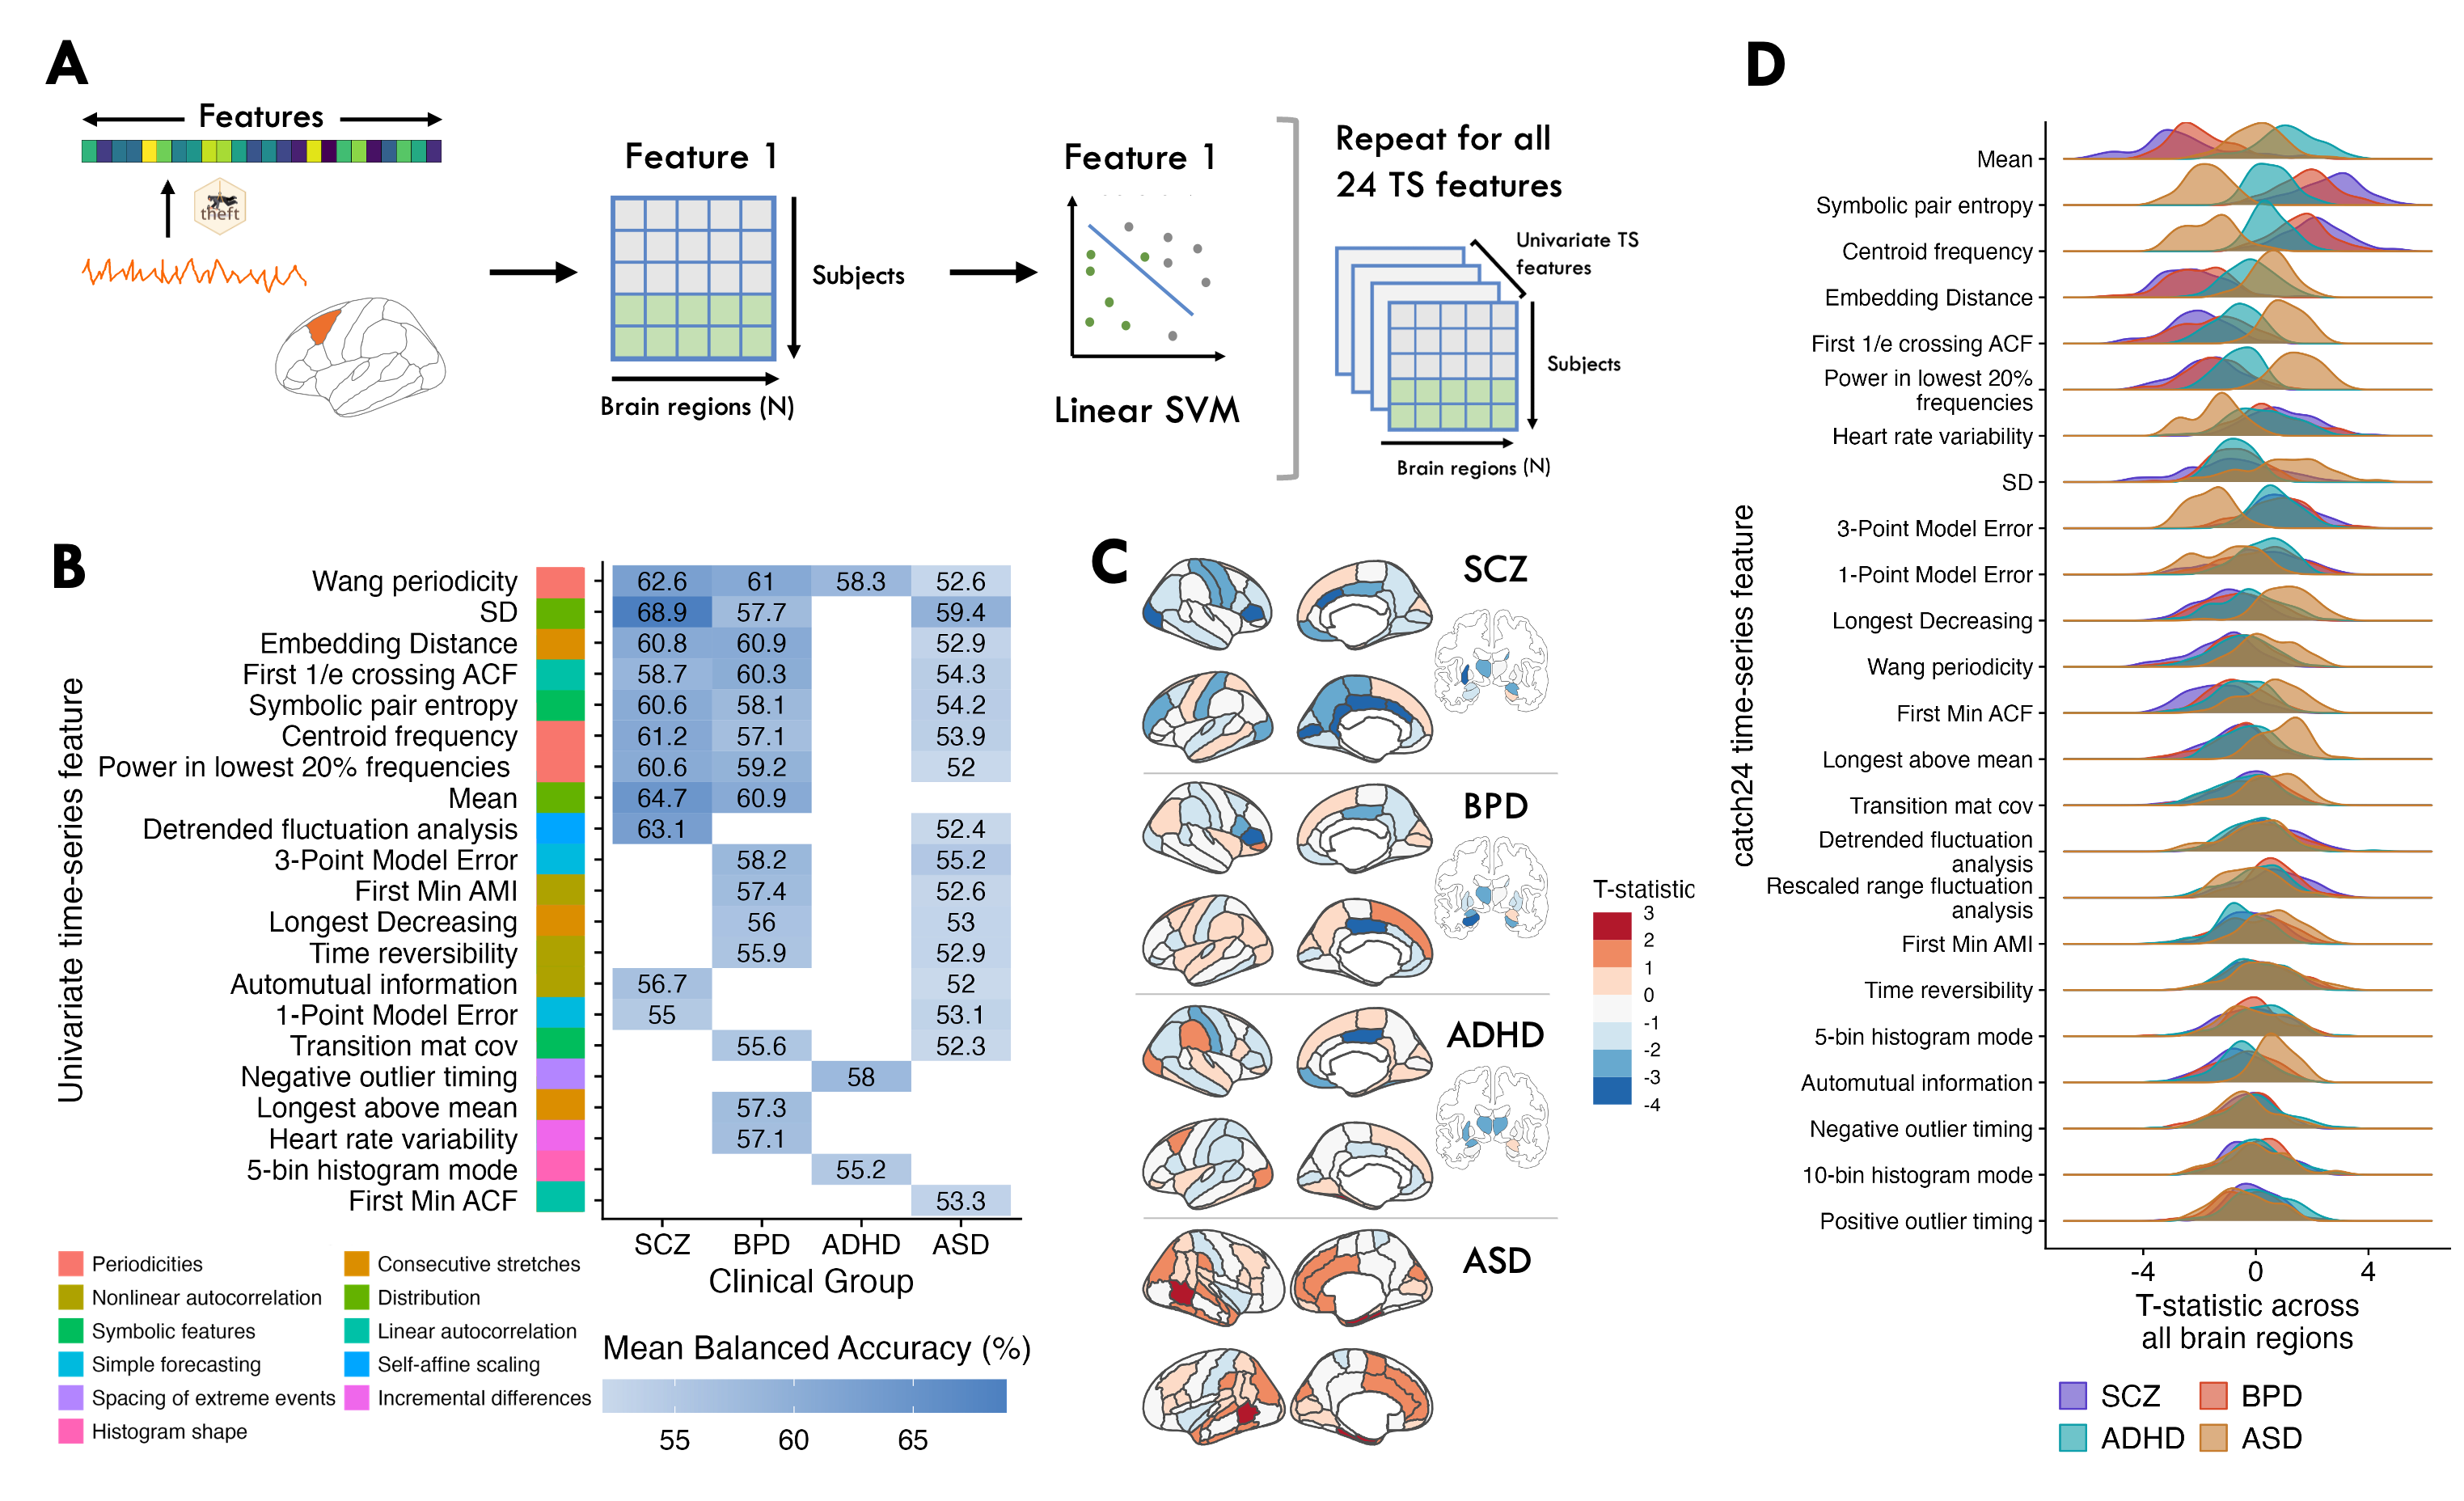 A
Features
theft
Feature 1
Subjects
Brain regions (N)
Feature 1
Linear SVM
Repeat for all
24 TS features
Univariate TS
features
Subjects
Brain regions (N)
B
Univariate time-series feature
Wang periodicity 62.6 61 58.3 52.6
SD 68.9 57.7 59.4
Embedding Distance 60.8 60.9 52.9
First 1/e crossing ACF 58.7 60.3 54.3
Symbolic pair entropy 60.6 58.1 54.2
Centroid frequency 61.2 57.1 53.9
Power in lowest 20% frequencies 60.6 59.2 52
Mean 64.7 60.9
Detrended fluctuation analysis 63.1 52.4
3-Point Model Error 58.2 55.2
First Min AMI 57.4 52.6
Longest Decreasing 56 53
Time reversibility 55.9 52.9
Automutual information 56.7 52
1-Point Model Error 55 53.1
Transition mat cov 55.6 52.3
Negative outlier timing 58
Longest above mean 57.3
Heart rate variability 57.1
5-bin histogram mode 55.2
First Min ACF 53.3
SCZ BPD ADHD ASD
Clinical Group
Periodicities
Nonlinear autocorrelation
Symbolic features
Simple forecasting
Spacing of extreme events
Histogram shape
Consecutive stretches
Distribution
Linear autocorrelation
Self-affine scaling
Incremental differences
Mean Balanced Accuracy (%)
55 60 65
C
SCZ
BPD
ADHD
ASD
T-statistic
3
2
1
0
-1
-2
-3
-4
D
catch24 time-series feature
Mean
Symbolic pair entropy
Centroid frequency
Embedding Distance
First 1/e crossing ACF
Power in lowest 20%
frequencies
Heart rate variability
SD
3-Point Model Error
1-Point Model Error
Longest Decreasing
Wang periodicity
First Min ACF
Longest above mean
Transition mat cov
Detrended fluctuation
analysis
Rescaled range fluctuation
analysis
First Min AMI
Time reversibility
5-bin histogram mode
Automutual information
Negative outlier timing
10-bin histogram mode
Positive outlier timing
-4 0 4
T-statistic across
all brain regions
SCZ BPD
ADHD ASD